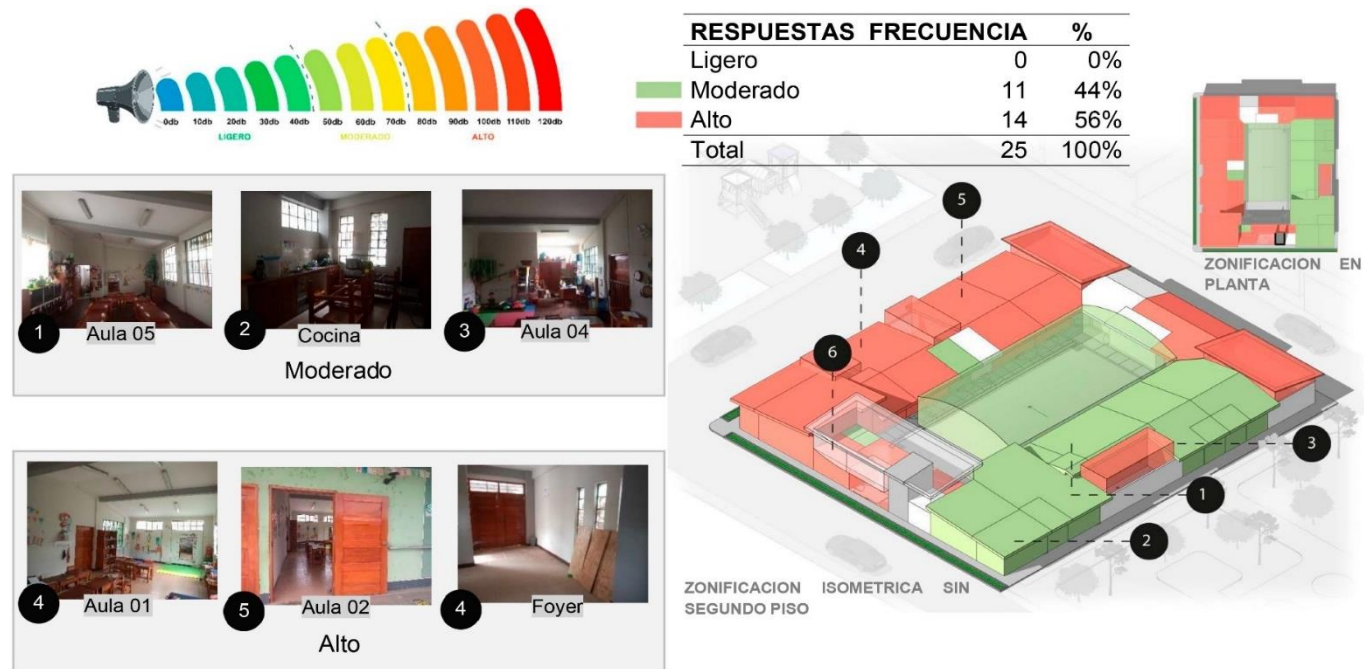 0db 10db 20db 30db 40db 50db 60db 70db 80db 90db 100db 110db 120db
LIGERO MODERADO ALTO
RESPUESTAS FRECUENCIA %
Ligero 0 0%
Moderado 11 44%
Alto 14 56%
Total 25 100%
ZONIFICACION EN
PLANTA
1 Aula 05
2 Cocina
3 Aula 04
Moderado
4 Aula 01
5 Aula 02
4 Foyer
Alto
5
4
6
3
1
2
ZONIFICACION ISOMETRICA SIN
SEGUNDO PISO